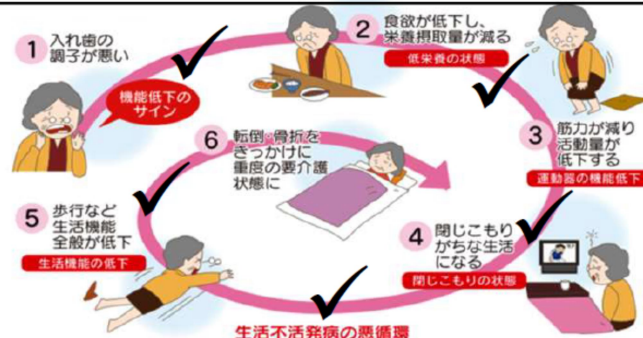 1 入れ歯の
調子が悪い
機能低下の
サイン
2 食欲が低下し、
栄養摂取量が減る
低栄養の状態
3 筋力が減り
活動量が
低下する
運動器の機能低下
4 閉じこもり
がちな生活
になる
閉じこもりの状態
5 歩行など
生活機能
全般が低下
生活機能の低下
6 転倒・骨折を
きっかけに
重度の要介護
状態に
生活不活発病の悪循環